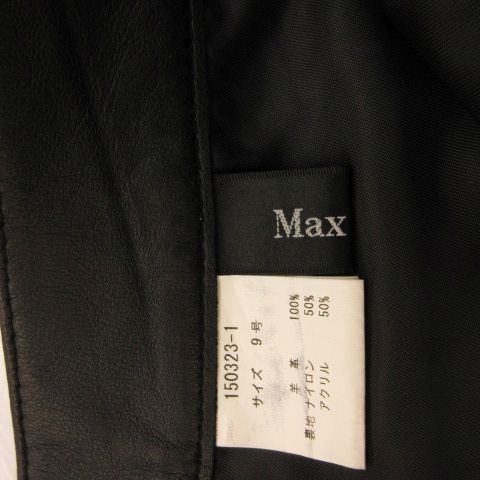 Max
150323-1
サイズ 9号
羊 革 100%
裏地 ナイロン 50%
アクリル 50%